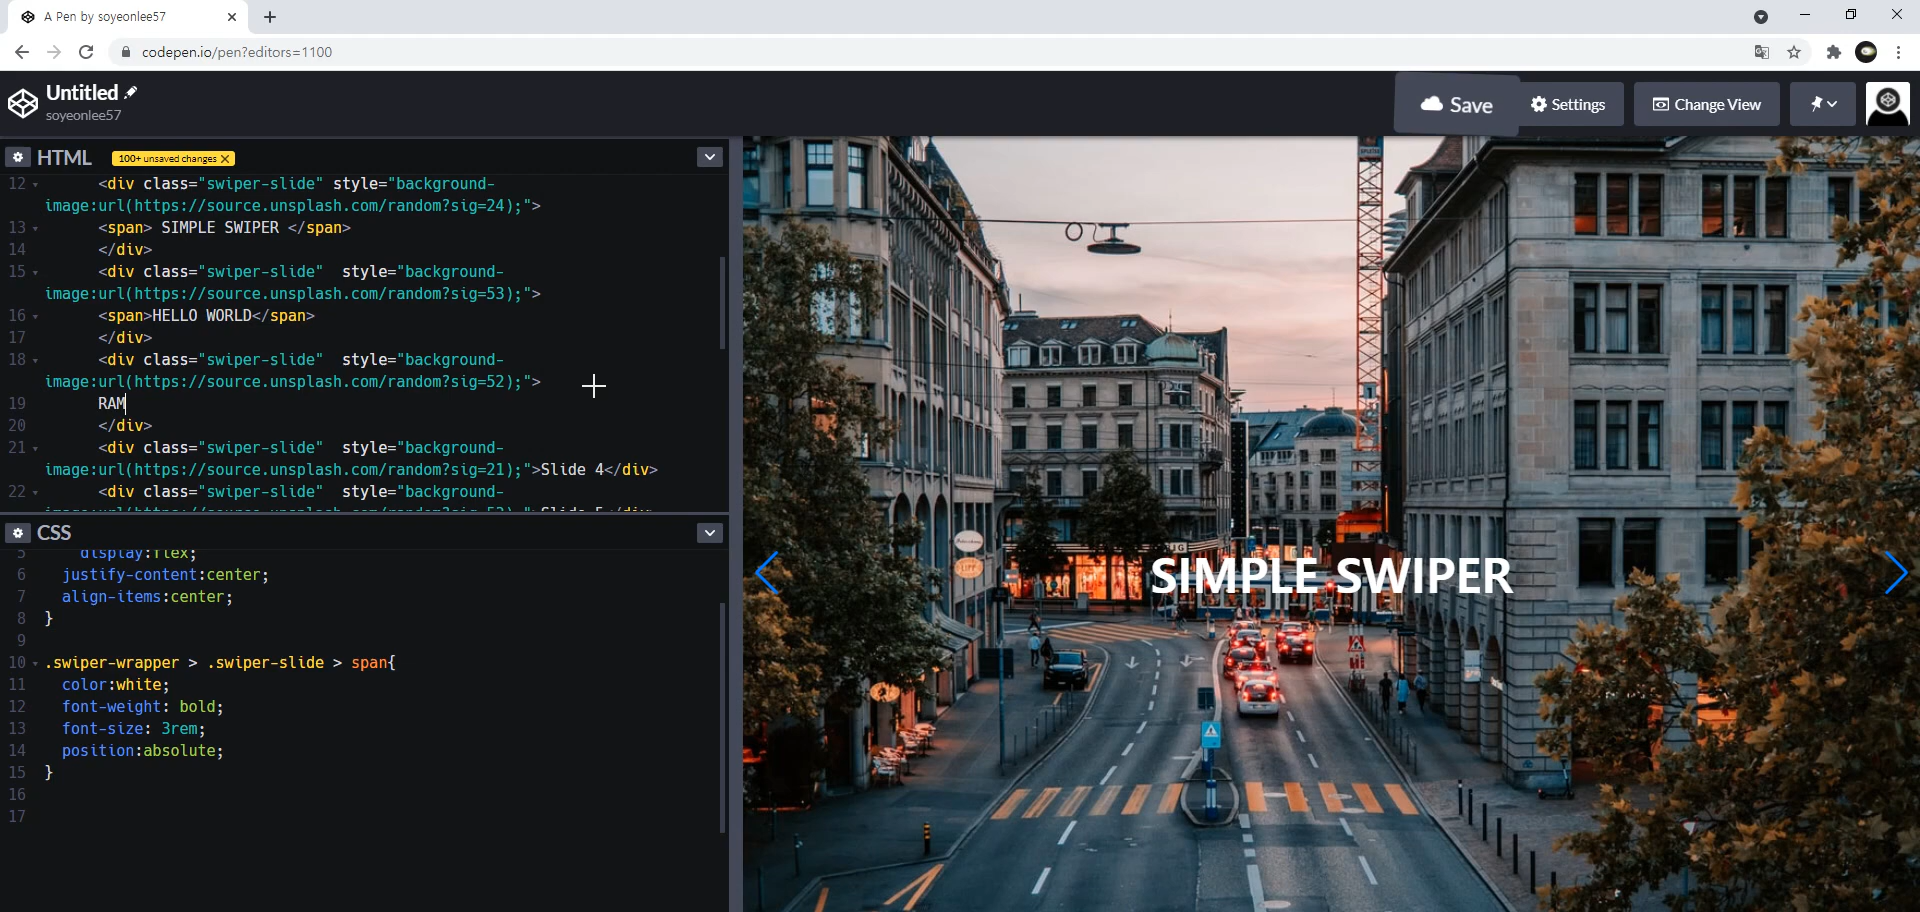 A Pen by soyeonlee57
codepen.io/pen?editors=1100
Untitled
soyeonlee57
Save
Settings
Change View
HTML
100+ unsaved changes
12 <div class="swiper-slide" style="background-
image:url(https://source.unsplash.com/random?sig=24);">
13 <span> SIMPLE SWIPER </span>
14 </div>
15 <div class="swiper-slide"  style="background-
image:url(https://source.unsplash.com/random?sig=53);">
16 <span>HELLO WORLD</span>
17 </div>
18 <div class="swiper-slide"  style="background-
image:url(https://source.unsplash.com/random?sig=52);">
19 RAM
20 </div>
21 <div class="swiper-slide"  style="background-
image:url(https://source.unsplash.com/random?sig=21);">Slide 4</div>
22 <div class="swiper-slide"  style="background-
CSS
5 display:flex;
6 justify-content:center;
7 align-items:center;
8 }
9
10 .swiper-wrapper > .swiper-slide > span{
11 color:white;
12 font-weight: bold;
13 font-size: 3rem;
14 position:absolute;
15 }
16
17
SIMPLE SWIPER